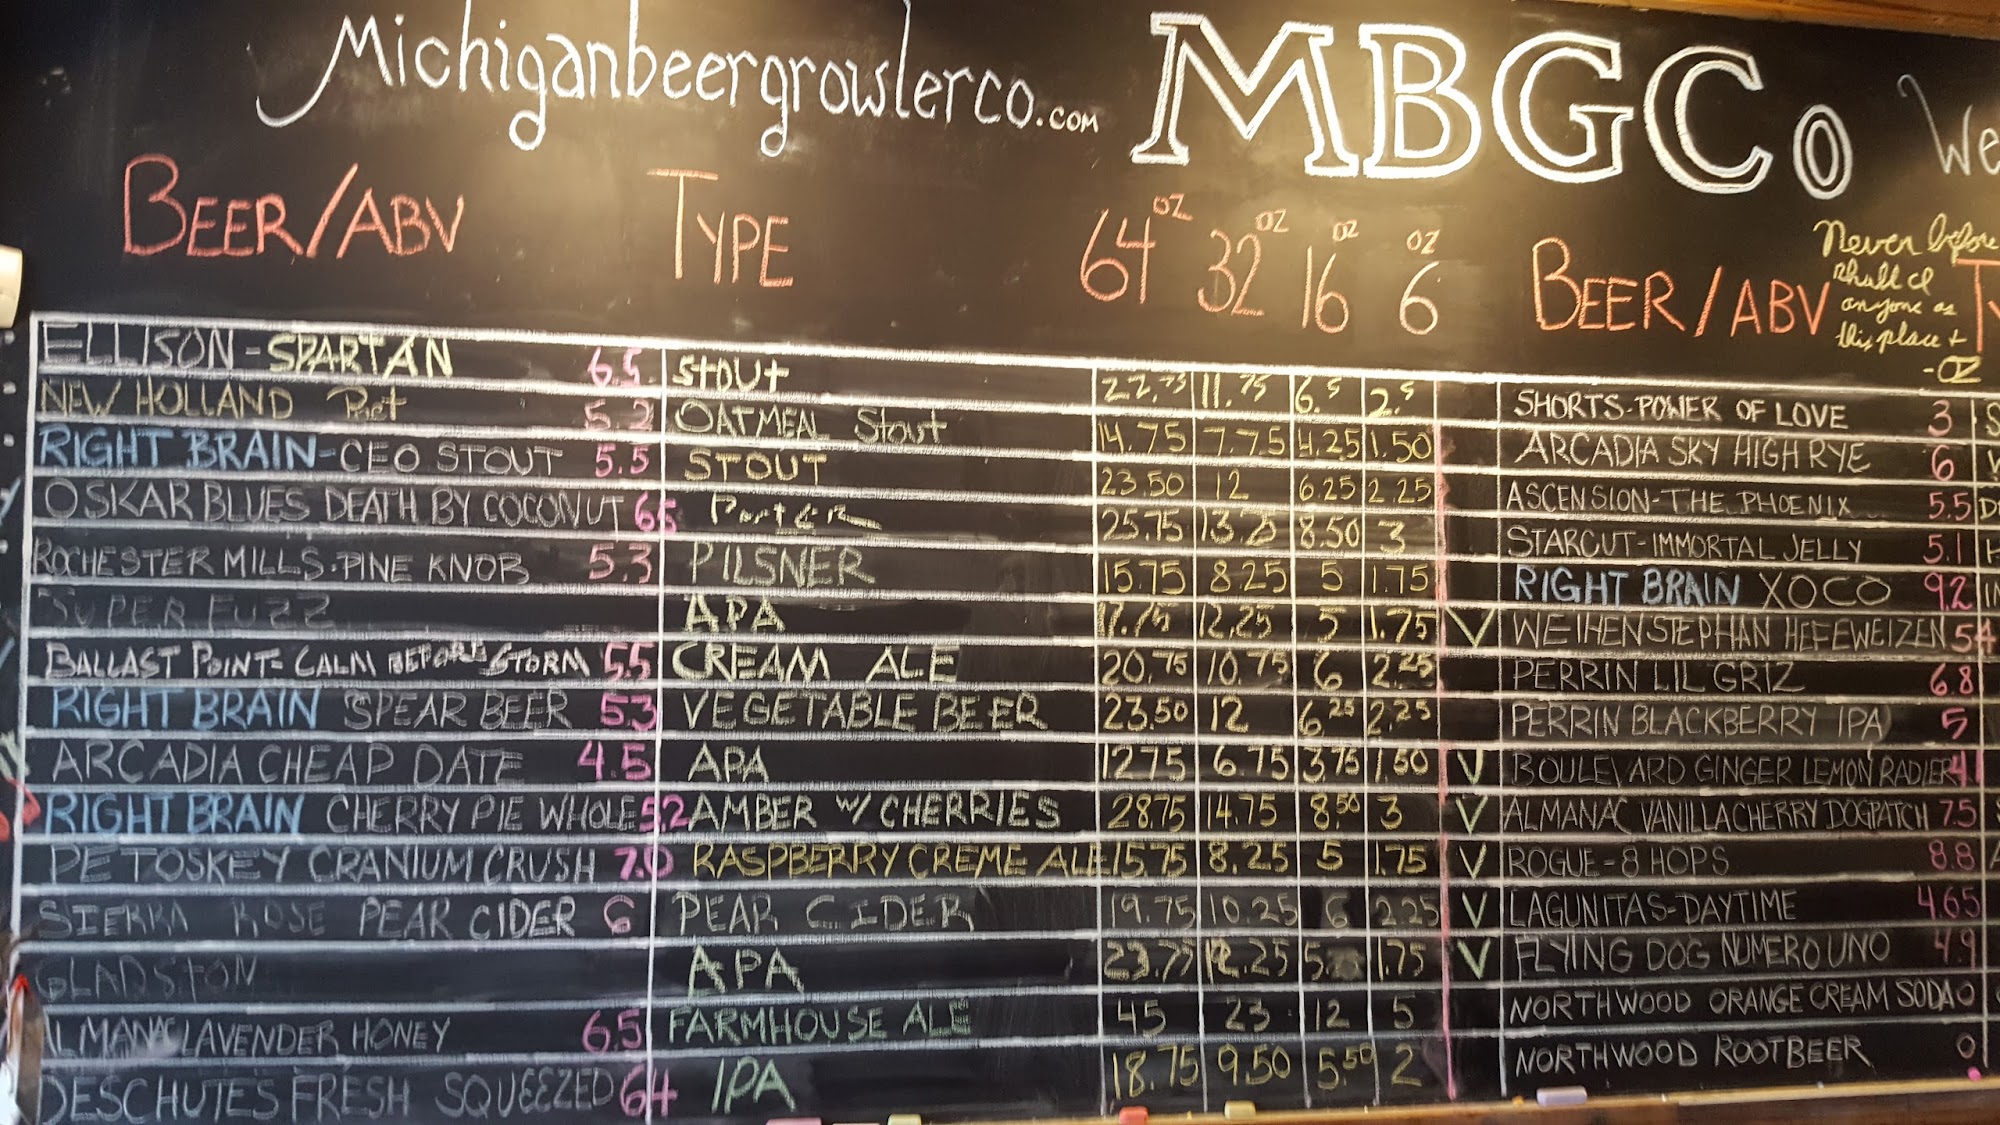 Michiganbeergrowlerco.com MBGCo We
BEER/ABV TYPE 64oz 32oz 16oz 6oz BEER/ABV
Never before
shall I
anyone as
this place +
-OZ
ELLISON-SPARTAN 6.5 STOUT 22.75 11.75 6.5 2.5 SHORTS-POWER OF LOVE 3
NEW HOLLAND Poet 5.2 OATMEAL Stout 14.75 7.75 4.25 1.50 ARCADIA SKY HIGH RYE 6
RIGHT BRAIN-CEO STOUT 5.5 STOUT 23.50 12 6.25 2.25 ASCENSION-THE PHOENIX 5.5
OSKAR BLUES DEATH BY COCONUT 6.5 PORTER 25.75 13.75 8.50 3 STARCUT-IMMORTAL JELLY 5.1
ROCHESTER MILLS-PINE KNOB 5.3 PILSNER 15.75 8.25 5 1.75 RIGHT BRAIN XOCO 9.2
SUPER FUZZ APA 17.75 12.25 5 1.75 V WEIHENSTEPHAN HEFEWEIZEN 54
BALLAST POINT-CALM BEFORE STORM 5.5 CREAM ALE 20.75 10.75 6 2.25 PERRIN LIL GRIZ 6.8
RIGHT BRAIN SPEAR BEER 5.3 VEGETABLE BEER 23.50 12 6.25 2.25 PERRIN BLACKBERRY IPA 5
ARCADIA CHEAP DATE 4.5 APA 1275 6.75 3.75 1.50 V BOULEVARD GINGER LEMON RADLER 4.1
RIGHT BRAIN CHERRY PIE WHOLE 5.2 AMBER W/ CHERRIES 28.75 14.75 8.50 3 V ALMANAC VANILLA CHERRY DOGPATCH 7.5
PETOSKEY CRANIUM CRUSH 7.0 RASPBERRY CREME ALE 15.75 8.25 5 1.75 V ROGUE-8 HOPS 8.8
SIERRA ROSE PEAR CIDER 6 PEAR CIDER 19.75 10.25 6 2.25 V LAGUNITAS-DAYTIME 4.65
GLADSTON APA 12.25 1.75 V FLYING DOG NUMERO UNO 4.9
ALMANAC LAVENDER HONEY 6.5 FARMHOUSE ALE 45 23 12 5 NORTHWOOD ORANGE CREAM SODA 0
DESCHUTES FRESH SQUEEZED 64 IPA 18.75 9.50 5.50 2 NORTHWOOD ROOTBEER 0